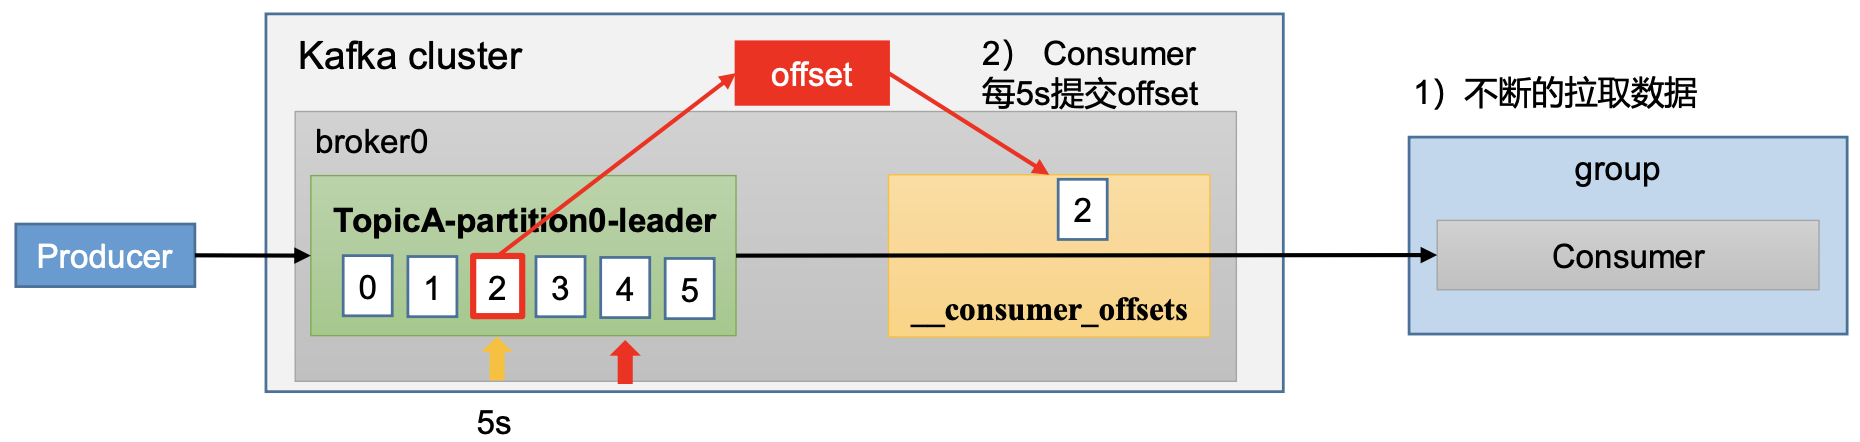 Kafka cluster
offset
2） Consumer
每5s提交offset
1）不断的拉取数据
broker0
group
TopicA-partition0-leader
2
Producer
Consumer
0 1 2 3 4 5
__consumer_offsets
5s